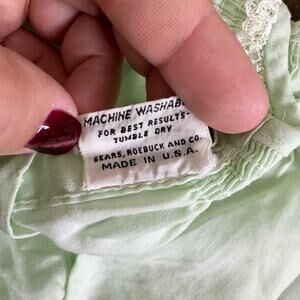 MACHINE WASHAB
FOR BEST RESULTS-
TUMBLE DRY
SEARS, ROEBUCK AND CO.
MADE IN U.S.A.